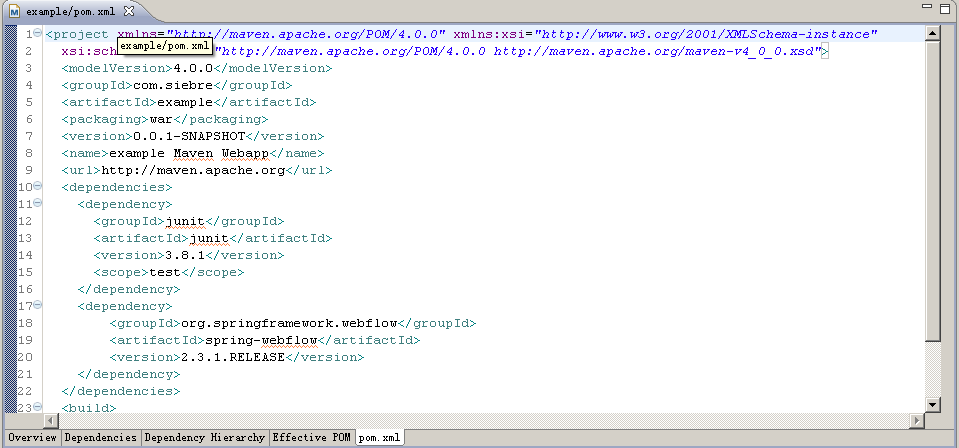 example/pom.xml
1 <project xmlns="http://maven.apache.org/POM/4.0.0" xmlns:xsi="http://www.w3.org/2001/XMLSchema-instance"
example/pom.xml
2 xsi:sch "http://maven.apache.org/POM/4.0.0 http://maven.apache.org/maven-v4_0_0.xsd">
3 <modelVersion>4.0.0</modelVersion>
4 <groupId>com.siebre</groupId>
5 <artifactId>example</artifactId>
6 <packaging>war</packaging>
7 <version>0.0.1-SNAPSHOT</version>
8 <name>example Maven Webapp</name>
9 <url>http://maven.apache.org</url>
10 <dependencies>
11 <dependency>
12 <groupId>junit</groupId>
13 <artifactId>junit</artifactId>
14 <version>3.8.1</version>
15 <scope>test</scope>
16 </dependency>
17 <dependency>
18 <groupId>org.springframework.webflow</groupId>
19 <artifactId>spring-webflow</artifactId>
20 <version>2.3.1.RELEASE</version>
21 </dependency>
22 </dependencies>
23 <build>
Overview Dependencies Dependency Hierarchy Effective POM pom.xml